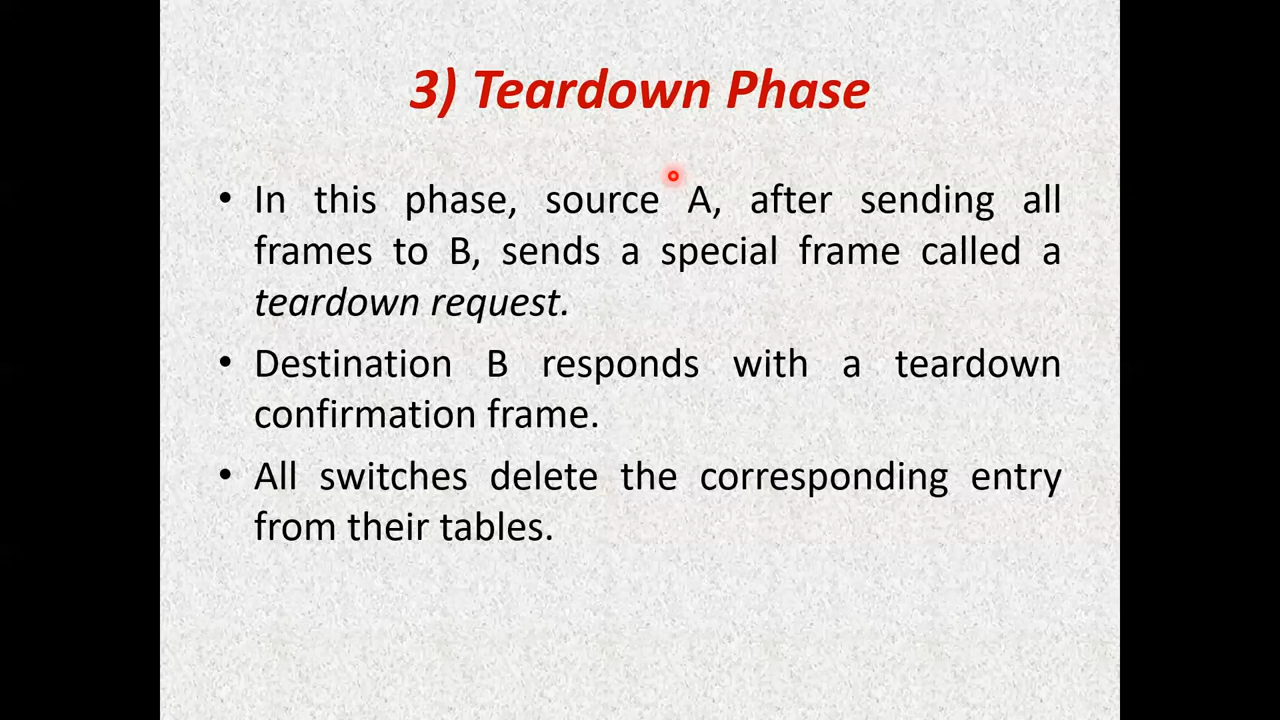 3) Teardown Phase
• In this phase, source A, after sending all
frames to B, sends a special frame called a
teardown request.
• Destination B responds with a teardown
confirmation frame.
• All switches delete the corresponding entry
from their tables.